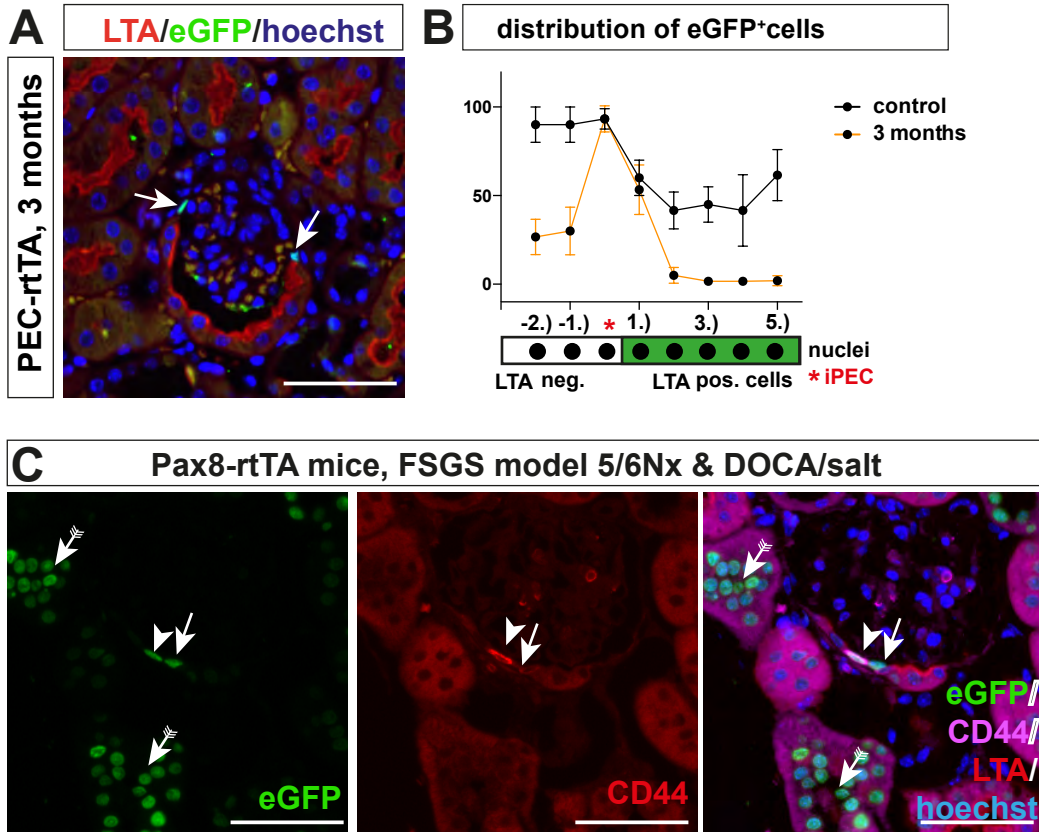 A
LTA/eGFP/hoechst
PEC-rtTA, 3 months
B
distribution of eGFP⁺cells
100
50
0
control
3 months
-2.) -1.) * 1.) 3.) 5.)
nuclei
LTA neg. LTA pos. cells * iPEC
C
Pax8-rtTA mice, FSGS model 5/6Nx & DOCA/salt
eGFP
CD44
eGFP/
CD44/
LTA/
hoechst